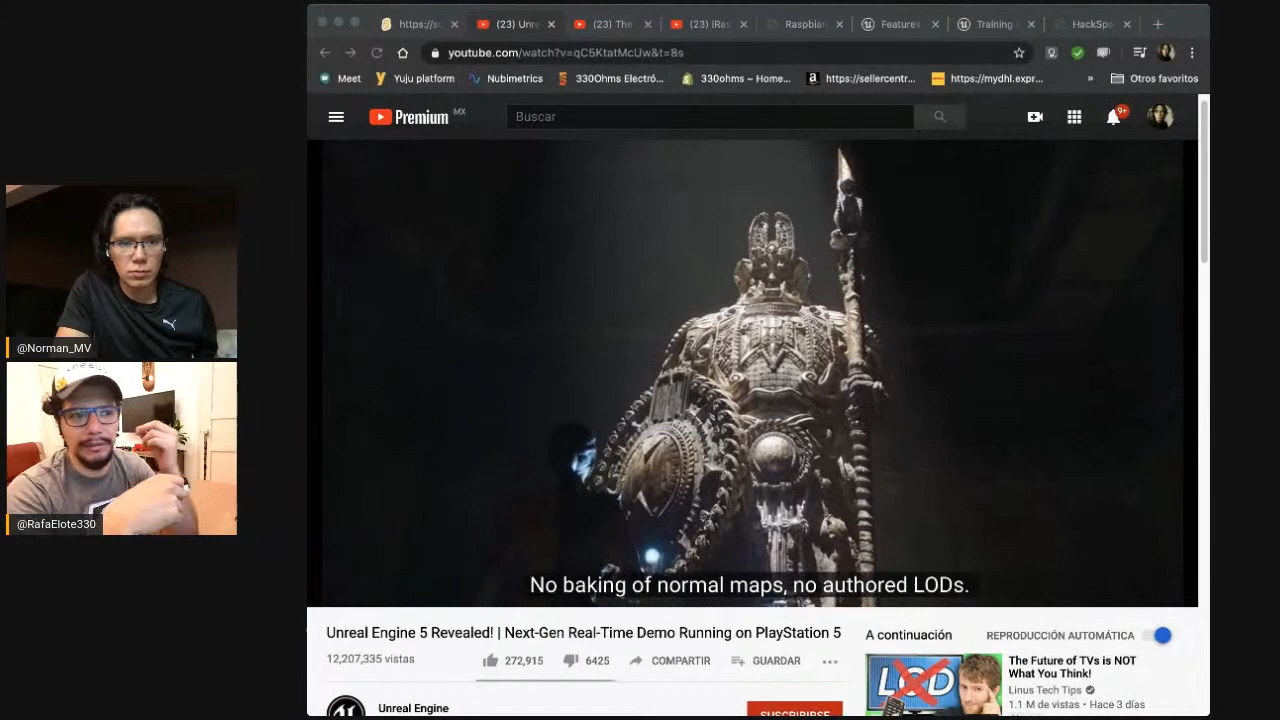 https://s
(23) Unr
(23) The
(23) iRes
Raspbian
Features
Training
HackSpa
youtube.com/watch?v=qC5KtatMcUw&t=8s
Meet
Yuju platform
Nubimetrics
330Ohms Electró...
330ohms ~ Home...
https://sellercentr...
https://mydhl.expr...
»
Otros favoritos
Premium MX
Buscar
9+
@Norman_MV
@RafaElote330
No baking of normal maps, no authored LODs.
Unreal Engine 5 Revealed! | Next-Gen Real-Time Demo Running on PlayStation 5
12,207,335 vistas
272,915
6425
COMPARTIR
GUARDAR
Unreal Engine
SUSCRIBIRSE
A continuación
REPRODUCCIÓN AUTOMÁTICA
The Future of TVs is NOT
What You Think!
Linus Tech Tips
1.1 M de vistas • Hace 3 días